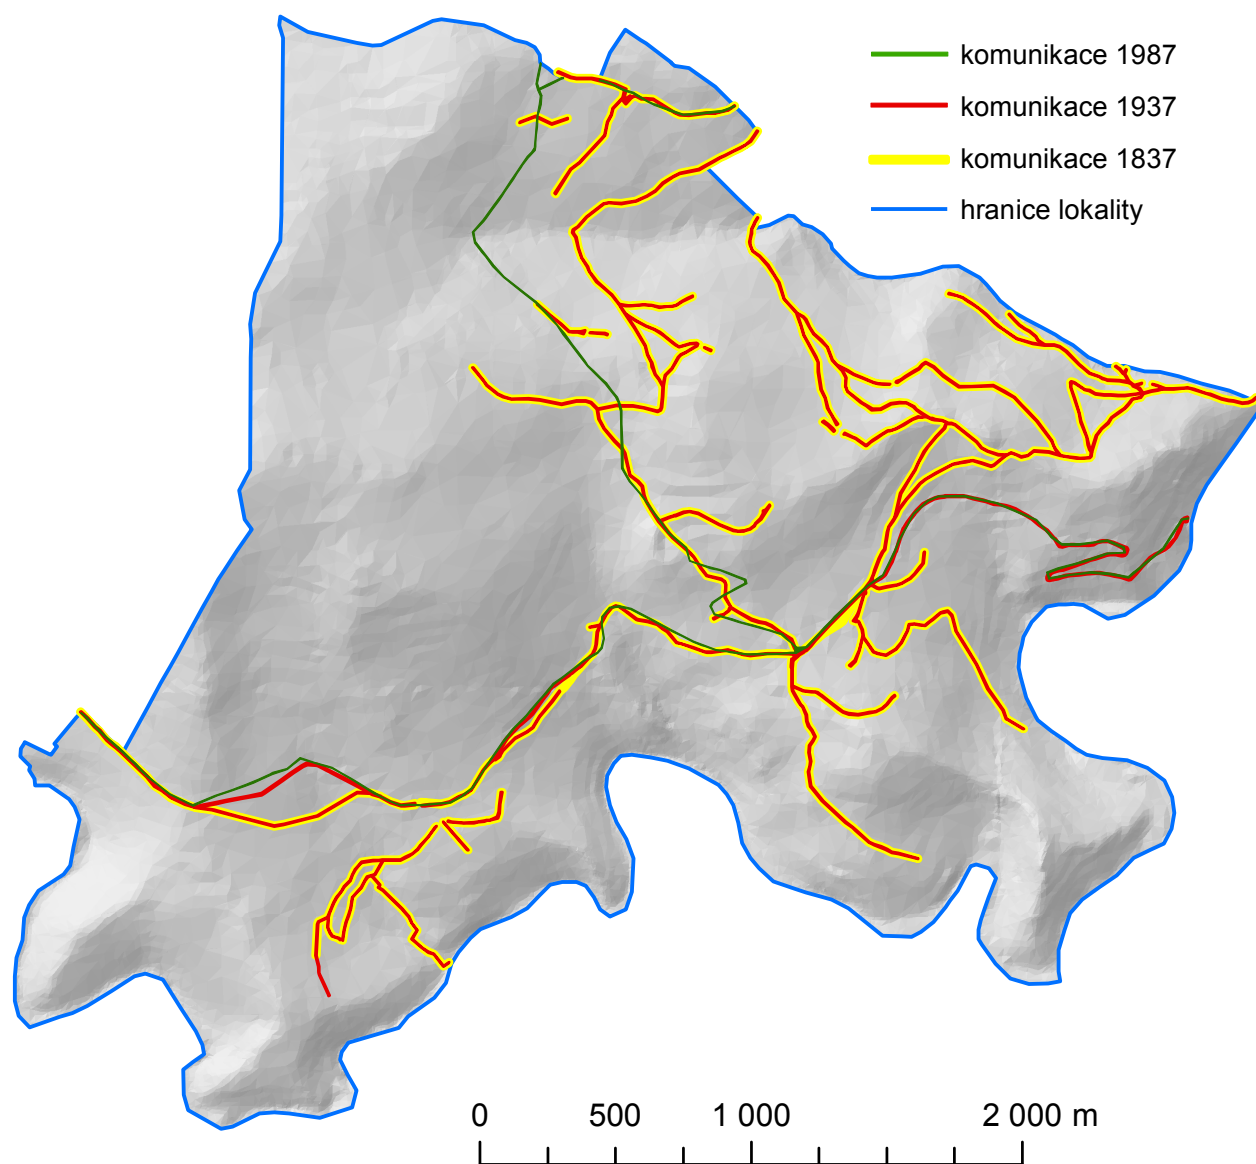 komunikace 1987
komunikace 1937
komunikace 1837
hranice lokality
0 500 1 000 2 000 m